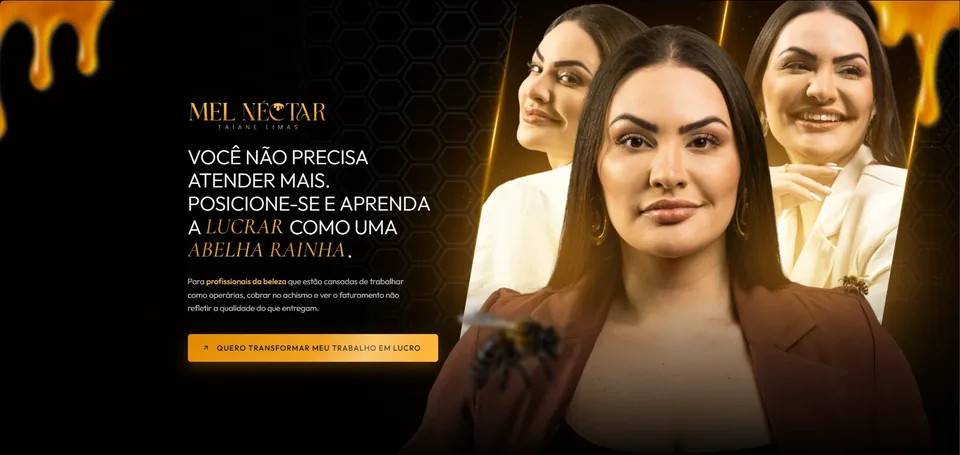 MEL NÉCTAR
TAIANE LIMAS
VOCÊ NÃO PRECISA
ATENDER MAIS.
POSICIONE-SE E APRENDA
A LUCRAR COMO UMA
ABELHA RAINHA.
Para profissionais da beleza que estão cansadas de trabalhar
como operárias, cobrar no achismo e ver o faturamento não
refletir a qualidade do que entregam.
QUERO TRANSFORMAR MEU TRABALHO EM LUCRO